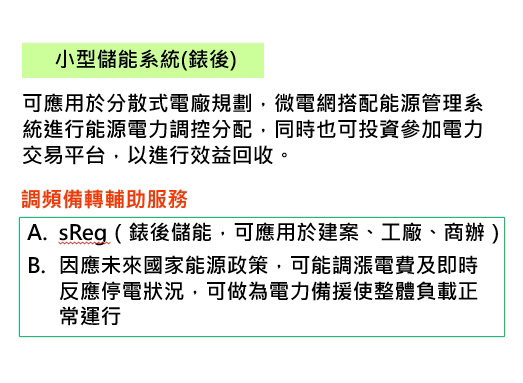 小型儲能系統(錶後)
可應用於分散式電廠規劃，微電網搭配能源管理系
統進行能源電力調控分配，同時也可投資參加電力
交易平台，以進行效益回收。
調頻備轉輔助服務
A. sReg（錶後儲能，可應用於建案、工廠、商辦）
B. 因應未來國家能源政策，可能調漲電費及即時
反應停電狀況，可做為電力備援使整體負載正
常運行